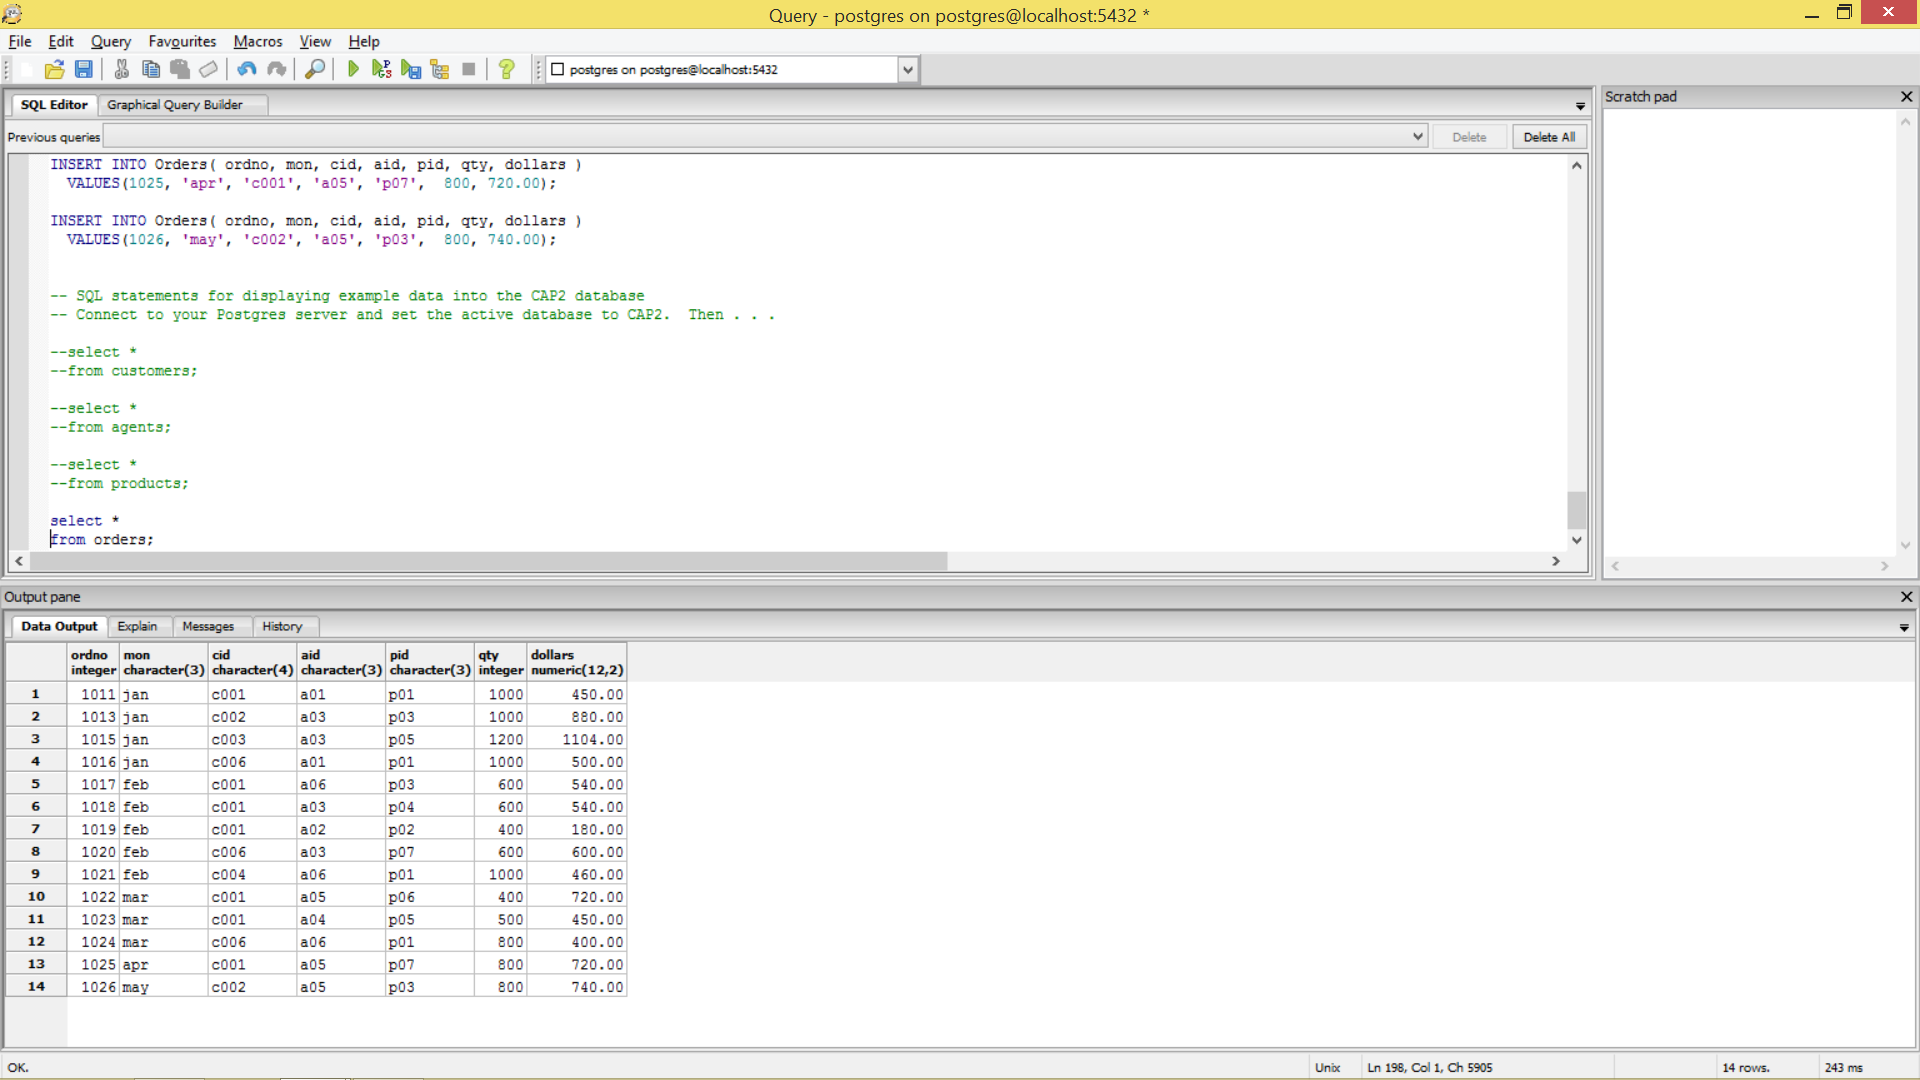 Query - postgres on postgres@localhost:5432 *
File Edit Query Favourites Macros View Help
postgres on postgres@localhost:5432
SQL Editor Graphical Query Builder
Scratch pad
Previous queries Delete Delete All
INSERT INTO Orders( ordno, mon, cid, aid, pid, qty, dollars )
VALUES(1025, 'apr', 'c001', 'a05', 'p07', 800, 720.00);
INSERT INTO Orders( ordno, mon, cid, aid, pid, qty, dollars )
VALUES(1026, 'may', 'c002', 'a05', 'p03', 800, 740.00);
-- SQL statements for displaying example data into the CAP2 database
-- Connect to your Postgres server and set the active database to CAP2. Then . . .
--select *
--from customers;
--select *
--from agents;
--select *
--from products;
select *
from orders;
Output pane
Data Output Explain Messages History
ordno mon cid aid pid qty dollars
integer character(3) character(4) character(3) character(3) integer numeric(12,2)
1 1011 jan c001 a01 p01 1000 450.00
2 1013 jan c002 a03 p03 1000 880.00
3 1015 jan c003 a03 p05 1200 1104.00
4 1016 jan c006 a01 p01 1000 500.00
5 1017 feb c001 a06 p03 600 540.00
6 1018 feb c001 a03 p04 600 540.00
7 1019 feb c001 a02 p02 400 180.00
8 1020 feb c006 a03 p07 600 600.00
9 1021 feb c004 a06 p01 1000 460.00
10 1022 mar c001 a05 p06 400 720.00
11 1023 mar c001 a04 p05 500 450.00
12 1024 mar c006 a06 p01 800 400.00
13 1025 apr c001 a05 p07 800 720.00
14 1026 may c002 a05 p03 800 740.00
OK. Unix Ln 198, Col 1, Ch 5905 14 rows. 243 ms